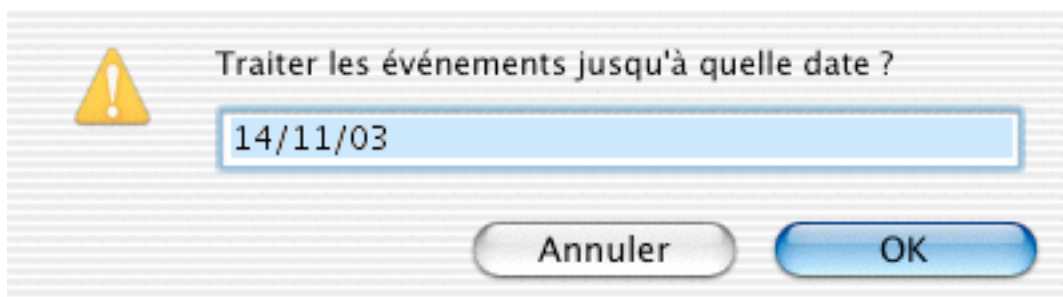 Traiter les événements jusqu'à quelle date ?
14/11/03
Annuler OK